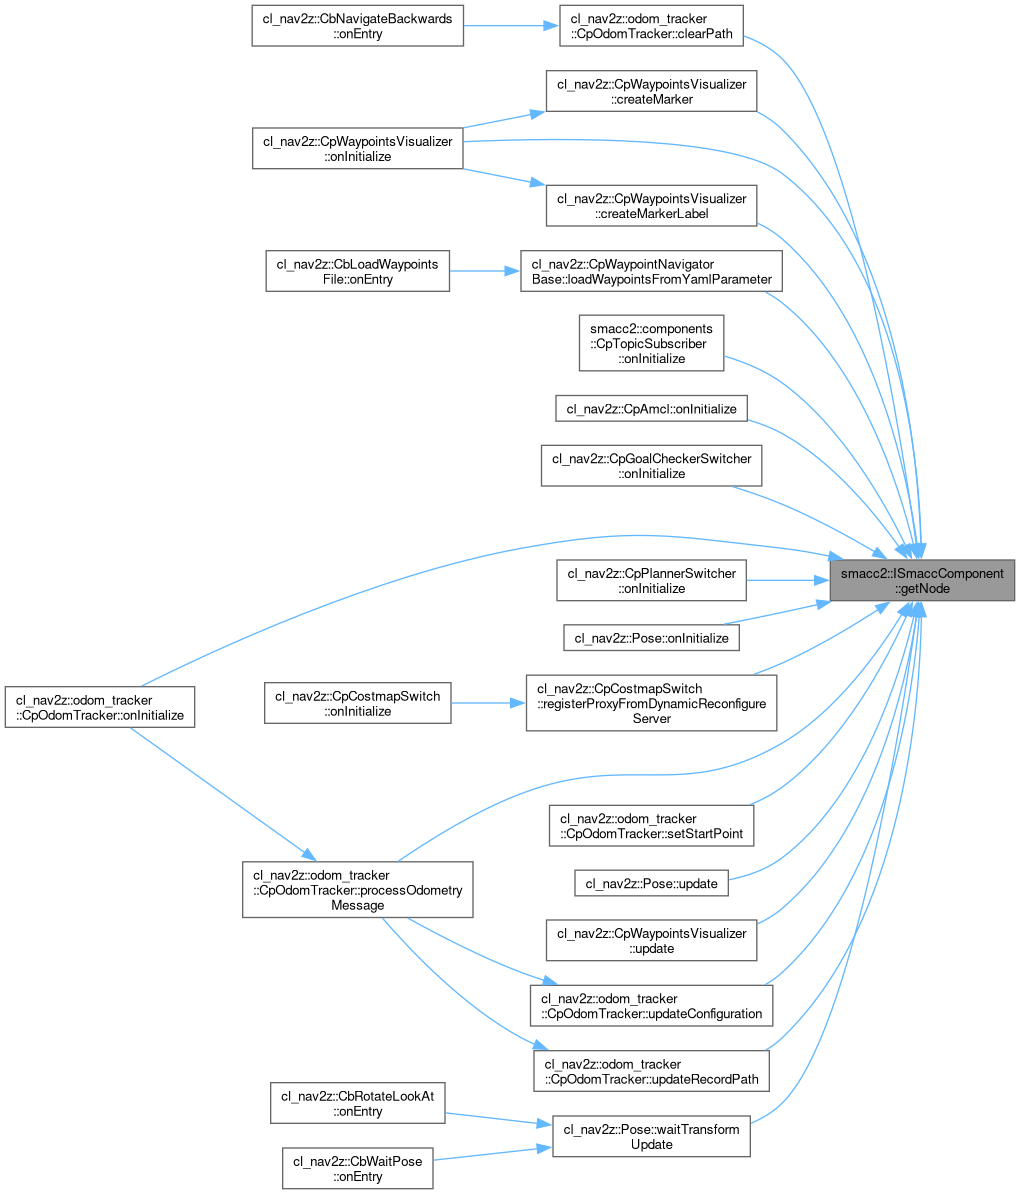 cl_nav2z::CbNavigateBackwards
::onEntry
cl_nav2z::odom_tracker
::CpOdomTracker::clearPath
cl_nav2z::CpWaypointsVisualizer
::createMarker
cl_nav2z::CpWaypointsVisualizer
::onInitialize
cl_nav2z::CpWaypointsVisualizer
::createMarkerLabel
cl_nav2z::CbLoadWaypoints
File::onEntry
cl_nav2z::CpWaypointNavigator
Base::loadWaypointsFromYamlParameter
smacc2::components
::CpTopicSubscriber
::onInitialize
cl_nav2z::CpAmcl::onInitialize
cl_nav2z::CpGoalCheckerSwitcher
::onInitialize
smacc2::ISmaccComponent
::getNode
cl_nav2z::CpPlannerSwitcher
::onInitialize
cl_nav2z::Pose::onInitialize
cl_nav2z::odom_tracker
::CpOdomTracker::onInitialize
cl_nav2z::CpCostmapSwitch
::onInitialize
cl_nav2z::CpCostmapSwitch
::registerProxyFromDynamicReconfigure
Server
cl_nav2z::odom_tracker
::CpOdomTracker::setStartPoint
cl_nav2z::odom_tracker
::CpOdomTracker::processOdometry
Message
cl_nav2z::Pose::update
cl_nav2z::CpWaypointsVisualizer
::update
cl_nav2z::odom_tracker
::CpOdomTracker::updateConfiguration
cl_nav2z::odom_tracker
::CpOdomTracker::updateRecordPath
cl_nav2z::CbRotateLookAt
::onEntry
cl_nav2z::Pose::waitTransform
Update
cl_nav2z::CbWaitPose
::onEntry